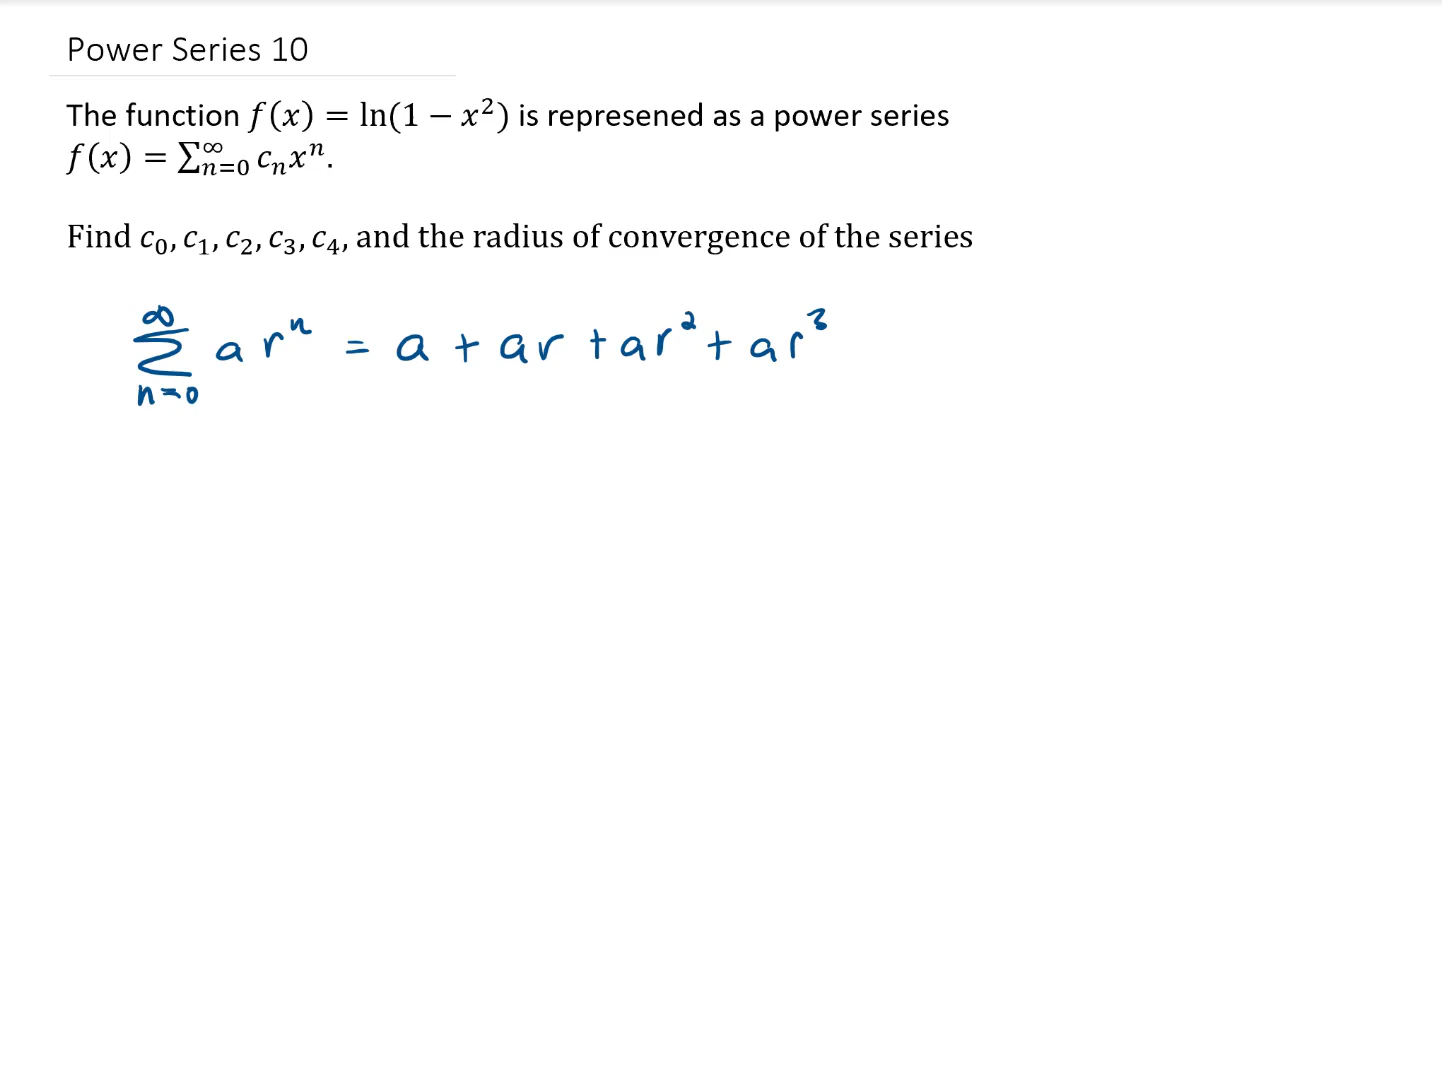 Power Series 10
The function f(x) = ln(1 − x²) is represened as a power series
f(x) = ∑ₙ₌₀^∞ cₙxⁿ.
Find c₀, c₁, c₂, c₃, c₄, and the radius of convergence of the series
∑ₙ₌₀^∞ a rⁿ = a + ar + ar² + ar³